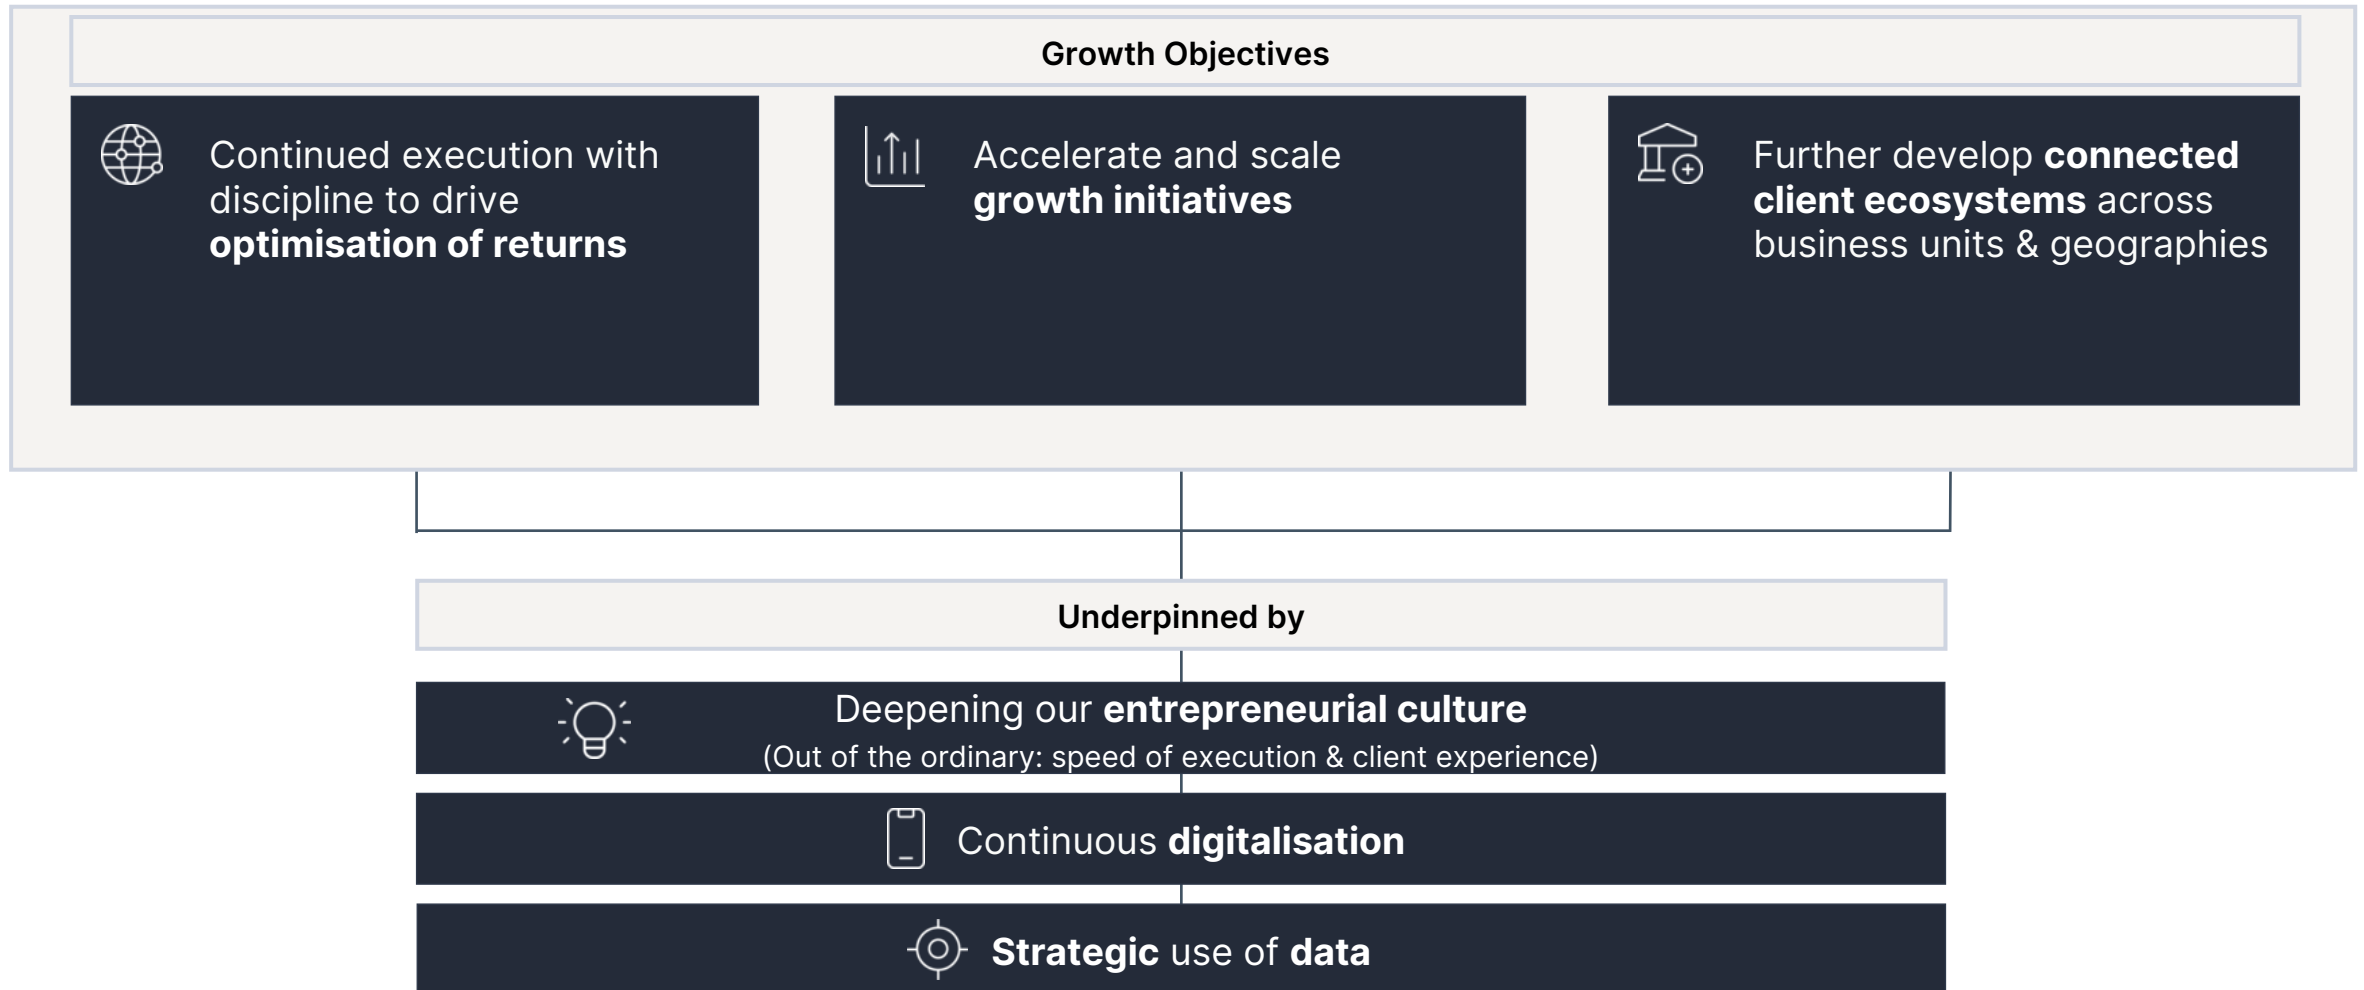 Growth Objectives
Continued execution with
discipline to drive
optimisation of returns
Accelerate and scale
growth initiatives
Further develop connected
client ecosystems across
business units & geographies
Underpinned by
Deepening our entrepreneurial culture
(Out of the ordinary: speed of execution & client experience)
Continuous digitalisation
Strategic use of data